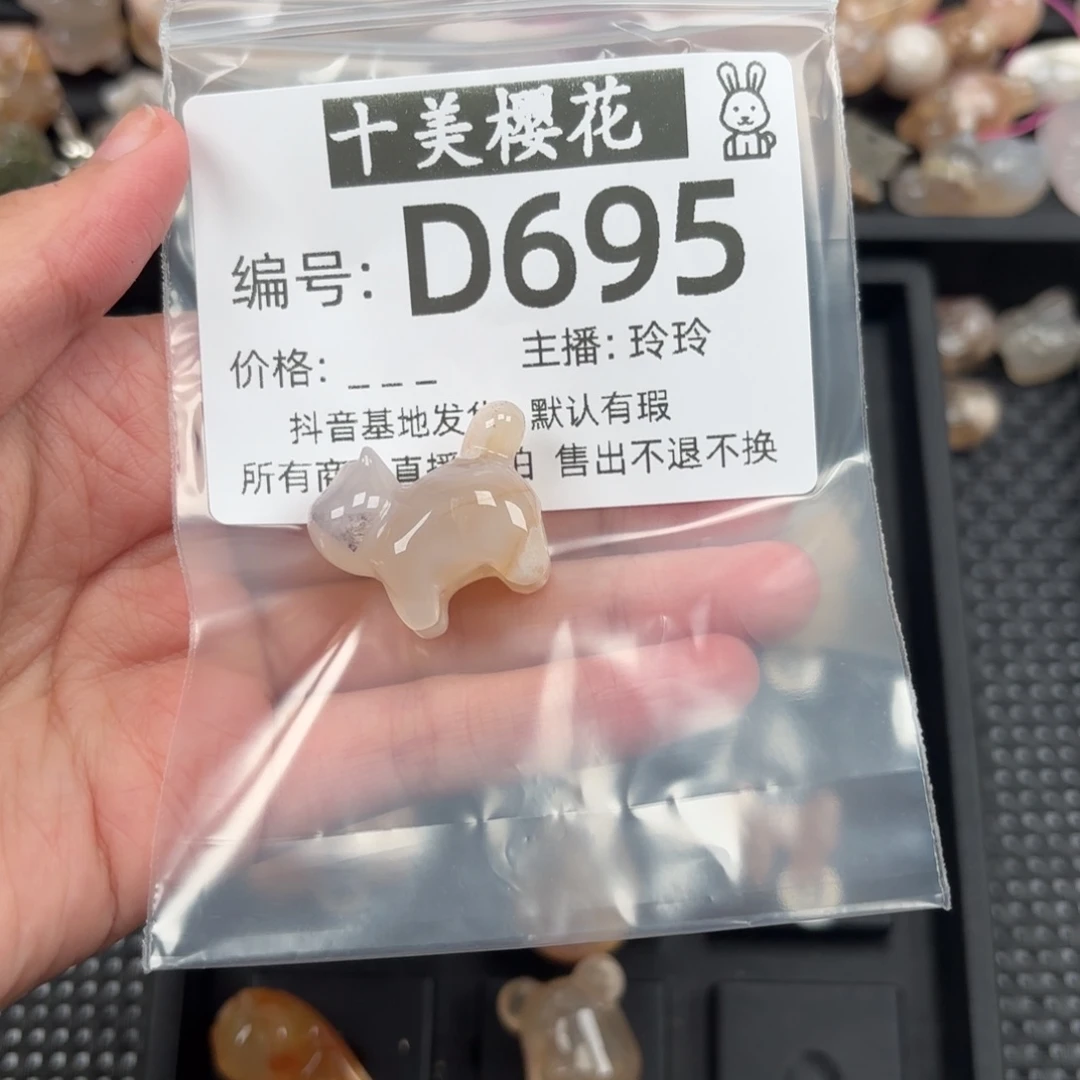 十美樱花
编号: D695
价格: _ _ _ 主播: 玲玲
抖音基地发 默认有瑕
所有商 直播 拍 售出不退不换